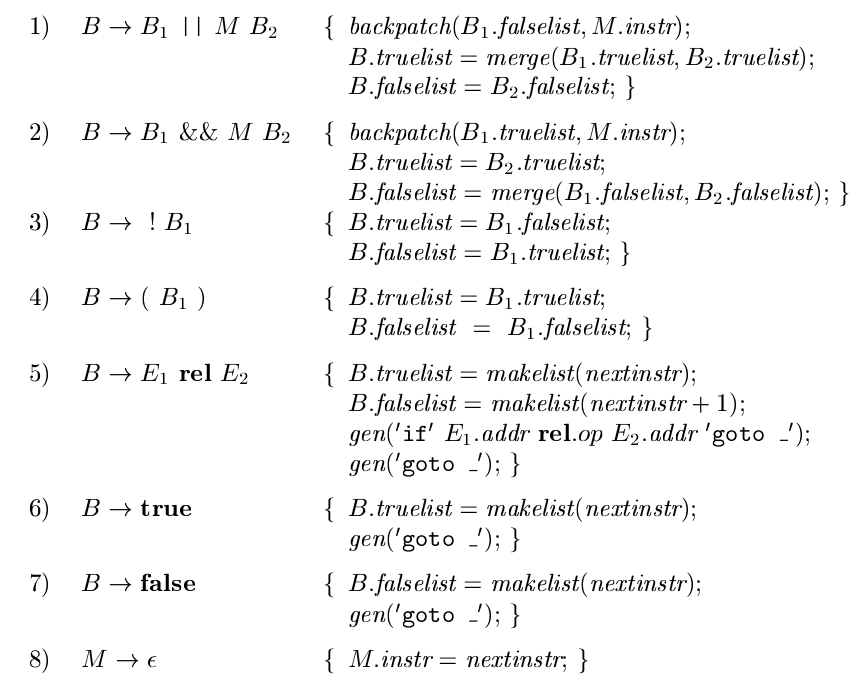 1) B → B₁ || M B₂ { backpatch(B₁.falselist, M.instr);
B.truelist = merge(B₁.truelist, B₂.truelist);
B.falselist = B₂.falselist; }
2) B → B₁ && M B₂ { backpatch(B₁.truelist, M.instr);
B.truelist = B₂.truelist;
B.falselist = merge(B₁.falselist, B₂.falselist); }
3) B → ! B₁ { B.truelist = B₁.falselist;
B.falselist = B₁.truelist; }
4) B → ( B₁ ) { B.truelist = B₁.truelist;
B.falselist = B₁.falselist; }
5) B → E₁ rel E₂ { B.truelist = makelist(nextinstr);
B.falselist = makelist(nextinstr + 1);
gen('if' E₁.addr rel.op E₂.addr 'goto _');
gen('goto _'); }
6) B → true { B.truelist = makelist(nextinstr);
gen('goto _'); }
7) B → false { B.falselist = makelist(nextinstr);
gen('goto _'); }
8) M → ϵ { M.instr = nextinstr; }